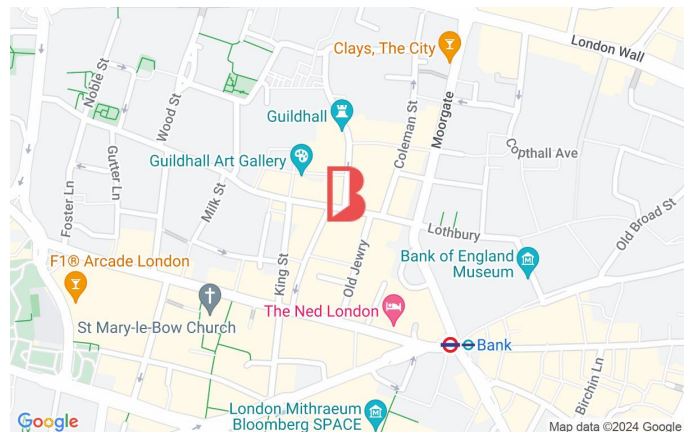 Clays, The City
London Wall
Noble St
Wood St
Moorgate
Guildhall
Coleman St
Copthall Ave
Guildhall Art Gallery
Gutter Ln
Foster Ln
Milk St
B
Lothbury
Old Broad St
F1® Arcade London
King St
Old Jewry
Bank of England
Museum
The Ned London
St Mary-le-Bow Church
Bank
Birchin Ln
London Mithraeum
Bloomberg SPACE
Google
Map data ©2024 Google